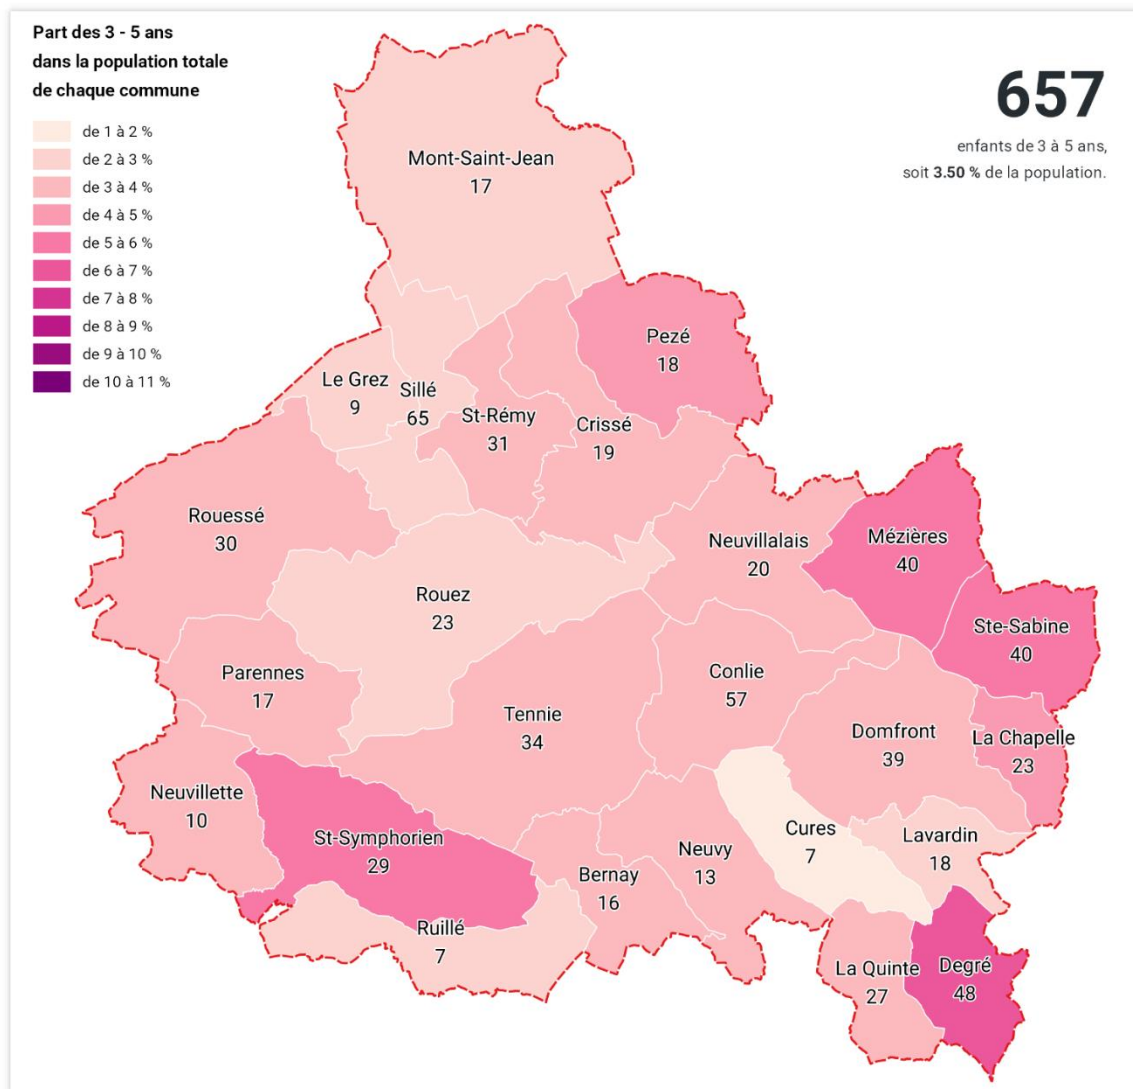 Part des 3 - 5 ans
dans la population totale
de chaque commune
de 1 à 2 %
de 2 à 3 %
de 3 à 4 %
de 4 à 5 %
de 5 à 6 %
de 6 à 7 %
de 7 à 8 %
de 8 à 9 %
de 9 à 10 %
de 10 à 11 %
657
enfants de 3 à 5 ans,
soit 3.50 % de la population.
Mont-Saint-Jean
17
Pezé
18
Le Grez
9
Sillé
65
St-Rémy
31
Crissé
19
Rouessé
30
Neuvillalais
20
Mézières
40
Rouez
23
Ste-Sabine
40
Parennes
17
Conlie
57
Tennie
34
Domfront
39
La Chapelle
23
Neuvillette
10
St-Symphorien
29
Cures
7
Lavardin
18
Neuvy
13
Bernay
16
Ruillé
7
La Quinte
27
Degré
48